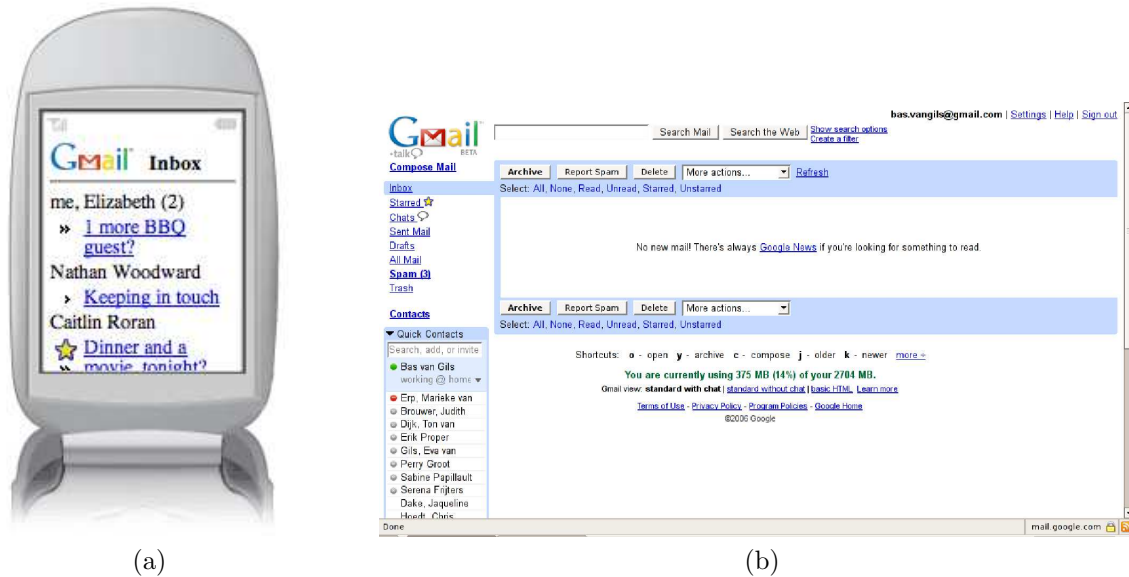 Gmail Inbox
me, Elizabeth (2)
» 1 more BBQ
guest?
Nathan Woodward
› Keeping in touch
Caitlin Roran
Dinner and a
» movie, tonight?
(a)
bas.vangils@gmail.com | Settings | Help | Sign out
Gmail
+talk BETA
Search Mail Search the Web Show search options
Create a filter
Compose Mail
Archive Report Spam Delete More actions... Refresh
Select: All, None, Read, Unread, Starred, Unstarred
Inbox
Starred
Chats
Sent Mail
Drafts
All Mail
Spam (3)
Trash
Contacts
No new mail! There's always Google News if you're looking for something to read.
Archive Report Spam Delete More actions...
Select: All, None, Read, Unread, Starred, Unstarred
Quick Contacts
Search, add, or invite
Bas van Gils
working @ home
Erp, Marieke van
Brouwer, Judith
Dijk, Ton van
Erik Proper
Gils, Eva van
Perry Groot
Sabine Papillault
Serena Frijters
Dake, Jaqueline
Hoedt, Chris
Shortcuts: o - open y - archive c - compose j - older k - newer more »
You are currently using 375 MB (14%) of your 2704 MB.
Gmail view: standard with chat | standard without chat | basic HTML Learn more
Terms of Use - Privacy Policy - Program Policies - Google Home
©2006 Google
Done
mail.google.com
(b)